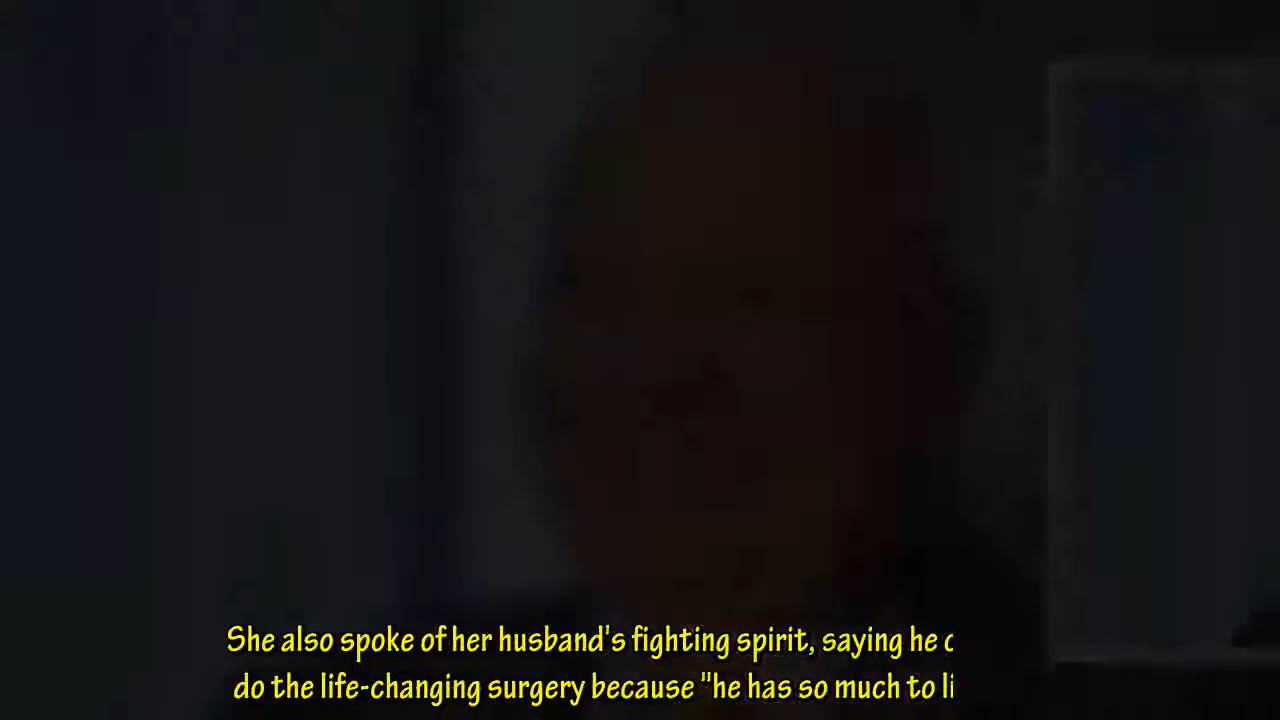 She also spoke of her husband's fighting spirit, saying he
do the life-changing surgery because "he has so much to